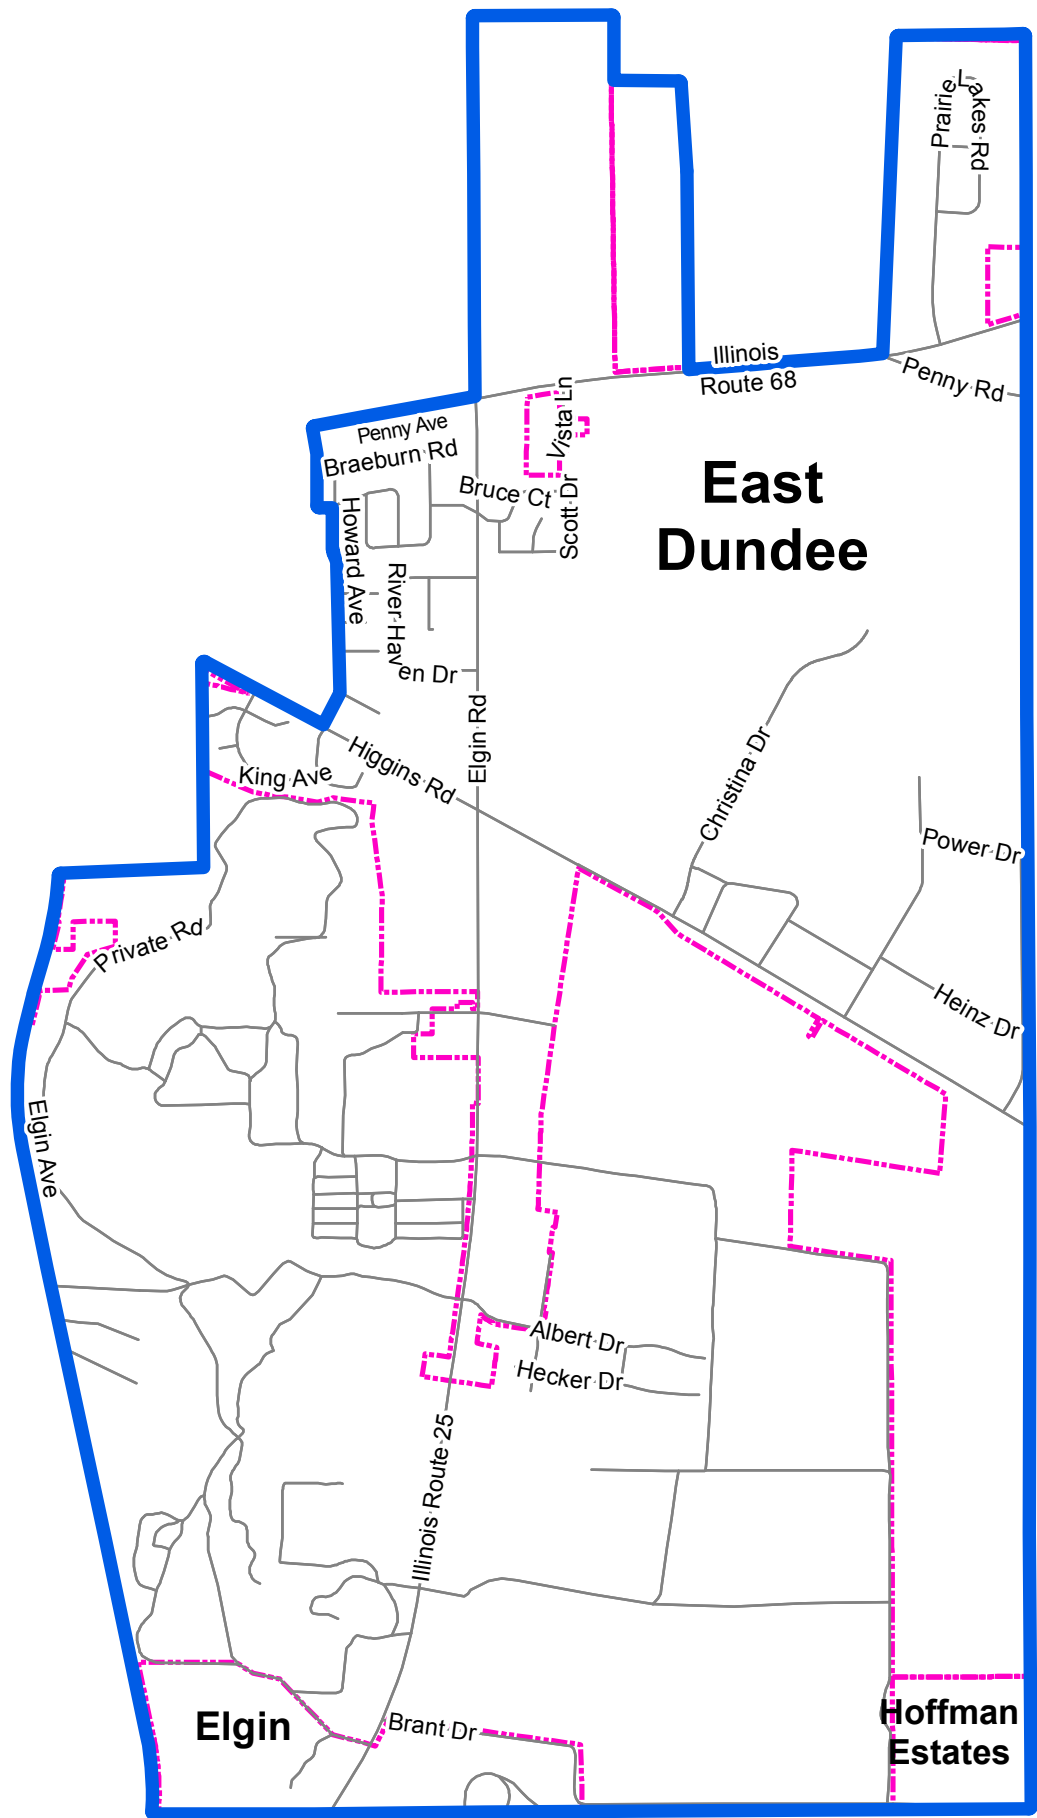 Prairie
Lakes Rd
Illinois
Route 68
Penny Rd
Penny Ave
Braeburn Rd
Vista Ln
Bruce Ct
Scott Dr
Howard Ave
River Haven Dr
East
Dundee
Elgin Rd
Higgins Rd
King Ave
Christina Dr
Power Dr
Private Rd
Heinz Dr
Elgin Ave
Albert Dr
Hecker Dr
Illinois Route 25
Elgin
Brant Dr
Hoffman
Estates